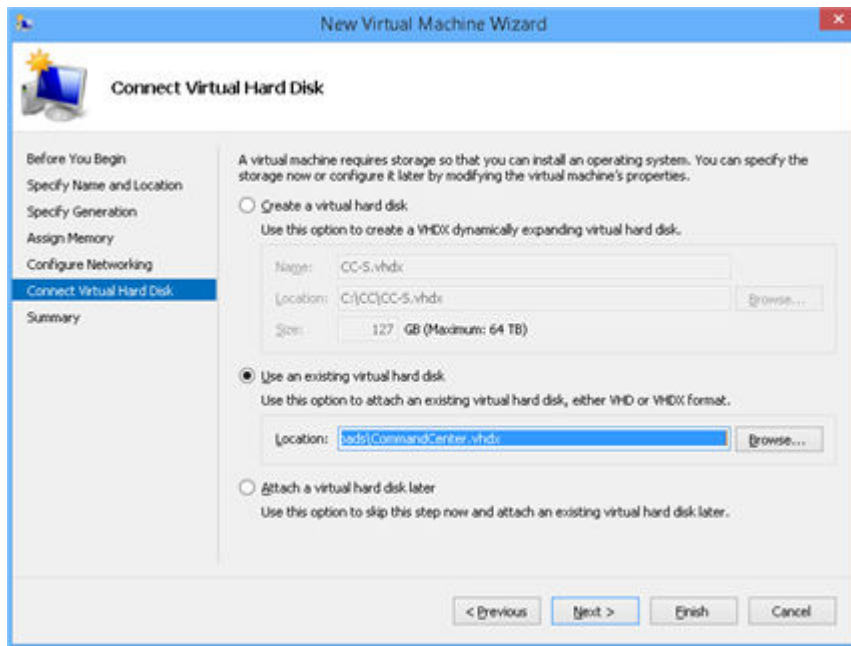 New Virtual Machine Wizard
Connect Virtual Hard Disk
Before You Begin
Specify Name and Location
Specify Generation
Assign Memory
Configure Networking
Connect Virtual Hard Disk
Summary
A virtual machine requires storage so that you can install an operating system. You can specify the
storage now or configure it later by modifying the virtual machine's properties.
Create a virtual hard disk
Use this option to create a VHDX dynamically expanding virtual hard disk.
Name: CC-5.vhdx
Location: C:\CC\CC-5.vhdx Browse...
Size: 127 GB (Maximum: 64 TB)
Use an existing virtual hard disk
Use this option to attach an existing virtual hard disk, either VHD or VHDX format.
Location: oads\CommandCenter.vhdx Browse...
Attach a virtual hard disk later
Use this option to skip this step now and attach an existing virtual hard disk later.
< Previous Next > Finish Cancel